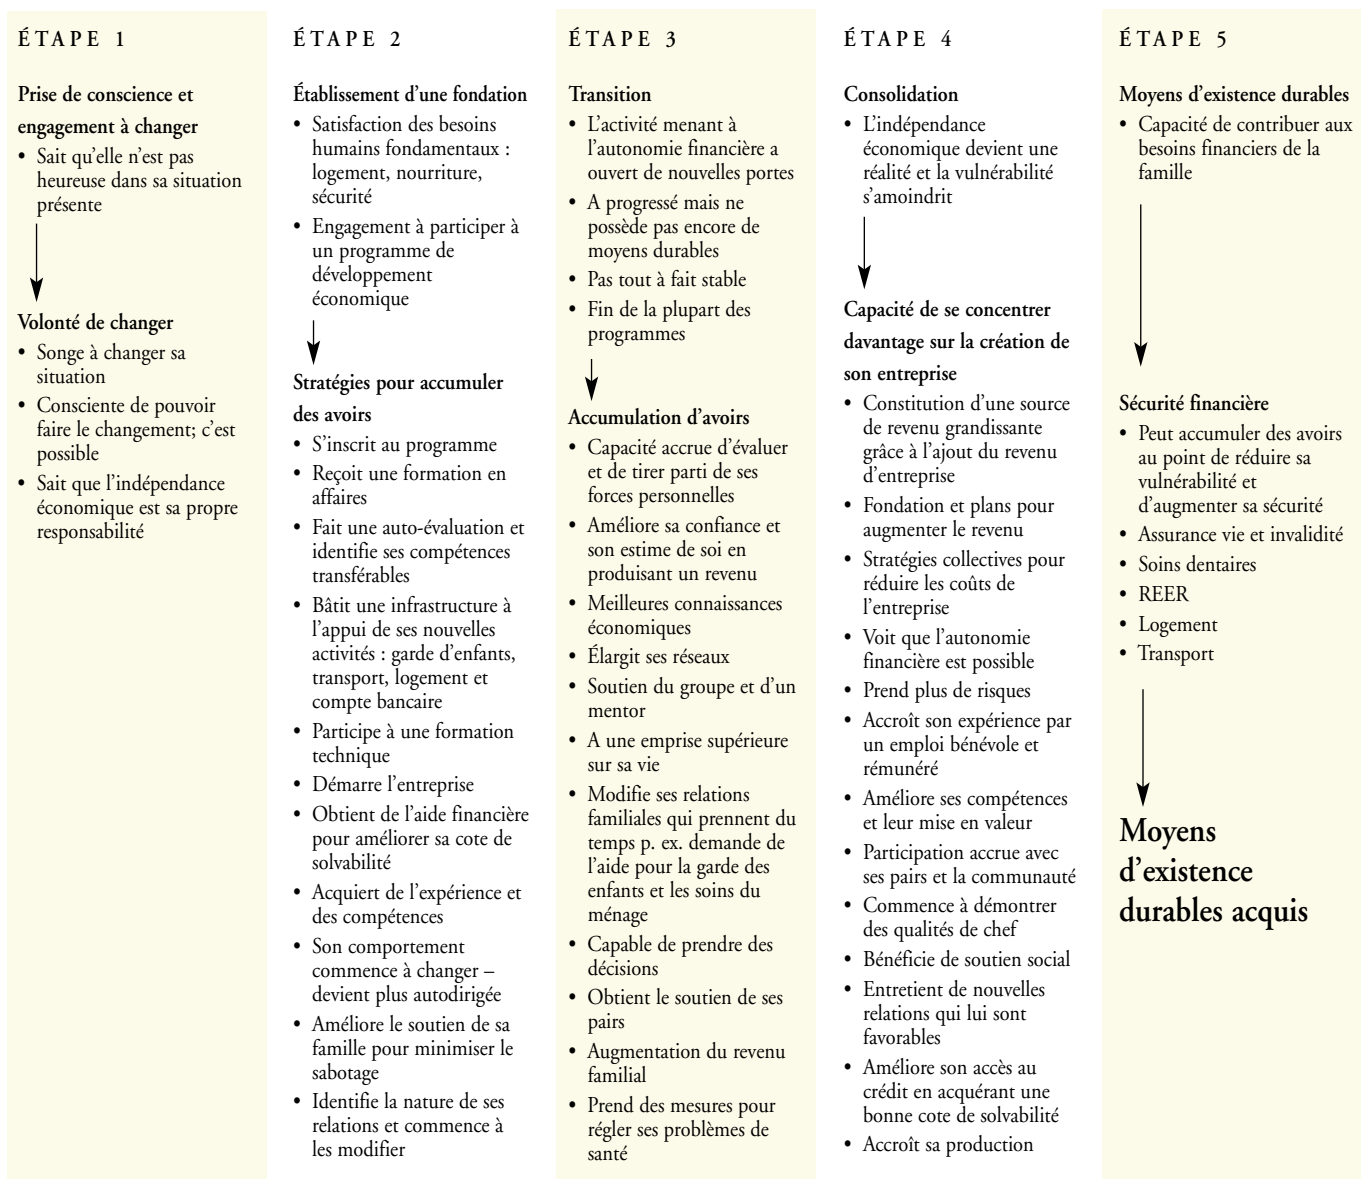 ÉTAPE 1
Prise de conscience et
engagement à changer
• Sait qu'elle n'est pas
heureuse dans sa situation
présente
Volonté de changer
• Songe à changer sa
situation
• Consciente de pouvoir
faire le changement; c'est
possible
• Sait que l'indépendance
économique est sa propre
responsabilité
ÉTAPE 2
Établissement d'une fondation
• Satisfaction des besoins
humains fondamentaux :
logement, nourriture,
sécurité
• Engagement à participer à
un programme de
développement
économique
Stratégies pour accumuler
des avoirs
• S'inscrit au programme
• Reçoit une formation en
affaires
• Fait une auto-évaluation et
identifie ses compétences
transférables
• Bâtit une infrastructure à
l'appui de ses nouvelles
activités : garde d'enfants,
transport, logement et
compte bancaire
• Participe à une formation
technique
• Démarre l'entreprise
• Obtient de l'aide financière
pour améliorer sa cote de
solvabilité
• Acquiert de l'expérience et
des compétences
• Son comportement
commence à changer –
devient plus autodirigée
• Améliore le soutien de sa
famille pour minimiser le
sabotage
• Identifie la nature de ses
relations et commence à
les modifier
ÉTAPE 3
Transition
• L'activité menant à
l'autonomie financière a
ouvert de nouvelles portes
• A progressé mais ne
possède pas encore de
moyens durables
• Pas tout à fait stable
• Fin de la plupart des
programmes
Accumulation d'avoirs
• Capacité accrue d'évaluer
et de tirer parti de ses
forces personnelles
• Améliore sa confiance et
son estime de soi en
produisant un revenu
• Meilleures connaissances
économiques
• Élargit ses réseaux
• Soutien du groupe et d'un
mentor
• A une emprise supérieure
sur sa vie
• Modifie ses relations
familiales qui prennent du
temps p. ex. demande de
l'aide pour la garde des
enfants et les soins du
ménage
• Capable de prendre des
décisions
• Obtient le soutien de ses
pairs
• Augmentation du revenu
familial
• Prend des mesures pour
régler ses problèmes de
santé
ÉTAPE 4
Consolidation
• L'indépendance
économique devient une
réalité et la vulnérabilité
s'amoindrit
Capacité de se concentrer
davantage sur la création de
son entreprise
• Constitution d'une source
de revenu grandissante
grâce à l'ajout du revenu
d'entreprise
• Fondation et plans pour
augmenter le revenu
• Stratégies collectives pour
réduire les coûts de
l'entreprise
• Voit que l'autonomie
financière est possible
• Prend plus de risques
• Accroît son expérience par
un emploi bénévole et
rémunéré
• Améliore ses compétences
et leur mise en valeur
• Participation accrue avec
ses pairs et la communauté
• Commence à démontrer
des qualités de chef
• Bénéficie de soutien social
• Entretient de nouvelles
relations qui lui sont
favorables
• Améliore son accès au
crédit en acquérant une
bonne cote de solvabilité
• Accroît sa production
ÉTAPE 5
Moyens d'existence durables
• Capacité de contribuer aux
besoins financiers de la
famille
Sécurité financière
• Peut accumuler des avoirs
au point de réduire sa
vulnérabilité et
d'augmenter sa sécurité
• Assurance vie et invalidité
• Soins dentaires
• REER
• Logement
• Transport
Moyens
d'existence
durables acquis